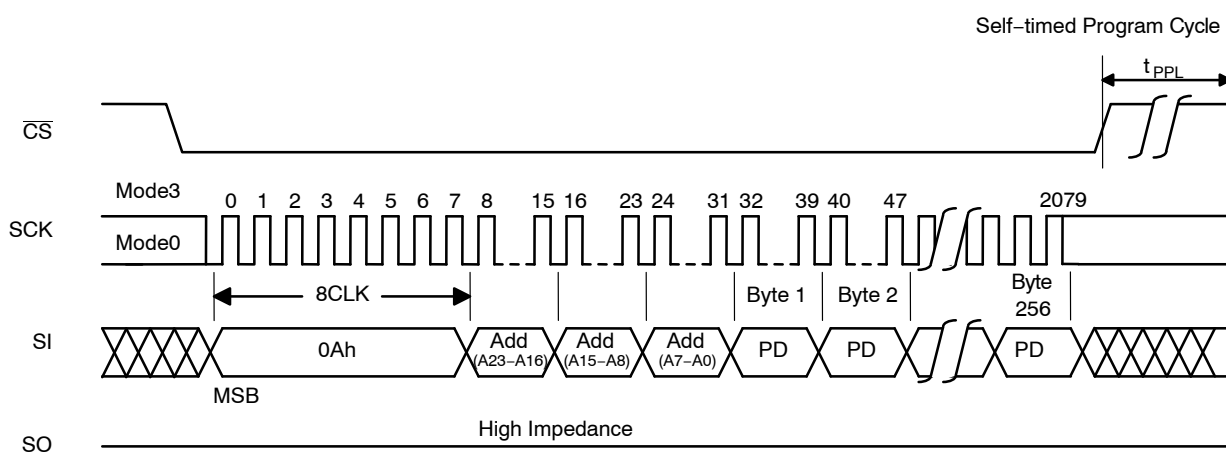 Self-timed Program Cycle
tPPL
CS
Mode3
0 1 2 3 4 5 6 7 8 15 16 23 24 31 32 39 40 47 2079
SCK
Mode0
8CLK
Byte 1
Byte 2
Byte
256
SI
0Ah
Add
(A23-A16)
Add
(A15-A8)
Add
(A7-A0)
PD
PD
PD
MSB
High Impedance
SO